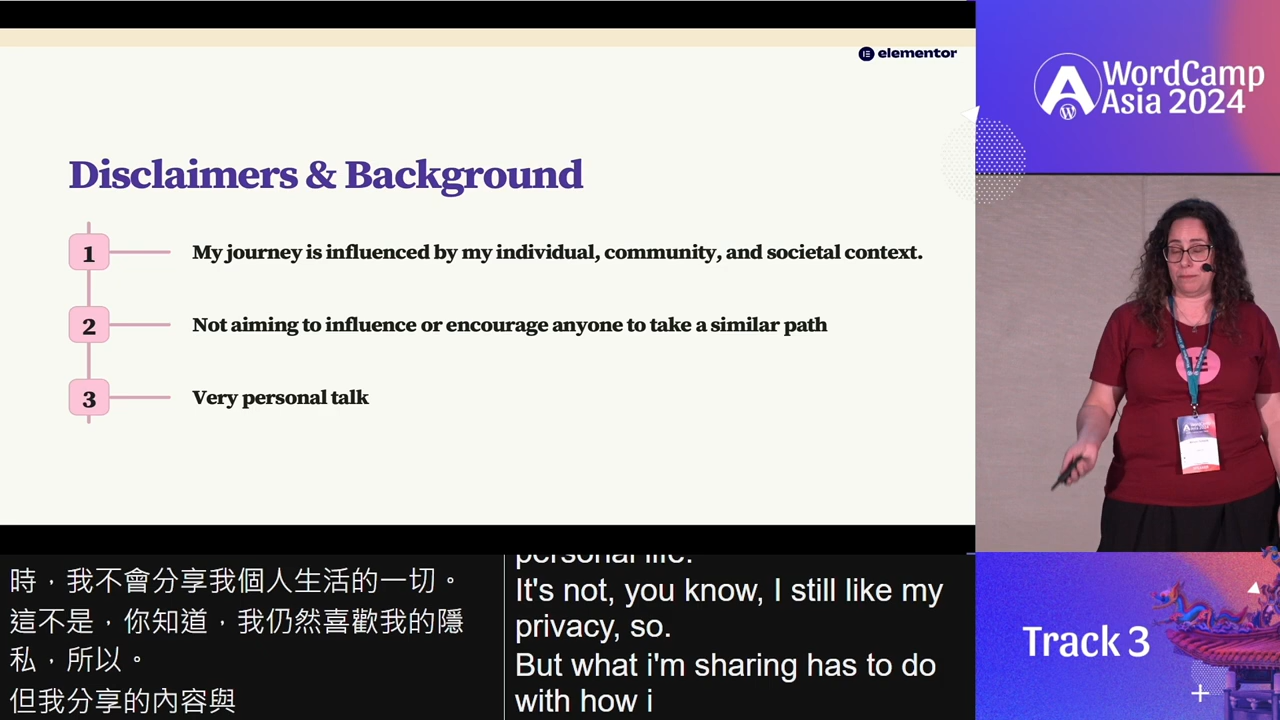 elementor
Disclaimers & Background
1
My journey is influenced by my individual, community, and societal context.
2
Not aiming to influence or encourage anyone to take a similar path
3
Very personal talk
WordCamp
Asia 2024
Track 3
時，我不會分享我個人生活的一切。
這不是，你知道，我仍然喜歡我的隱
私，所以。
但我分享的內容與
personal life.
It's not, you know, I still like my
privacy, so.
But what i'm sharing has to do
with how i